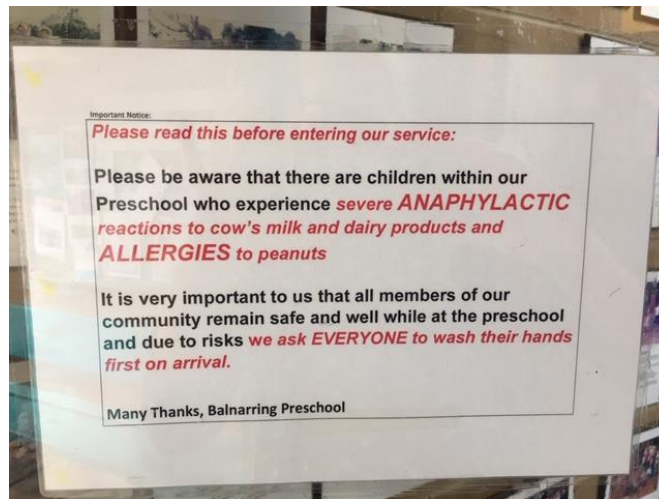 Important Notice:
Please read this before entering our service:
Please be aware that there are children within our
Preschool who experience severe ANAPHYLACTIC
reactions to cow's milk and dairy products and
ALLERGIES to peanuts
It is very important to us that all members of our
community remain safe and well while at the preschool
and due to risks we ask EVERYONE to wash their hands
first on arrival.
Many Thanks, Balnarring Preschool